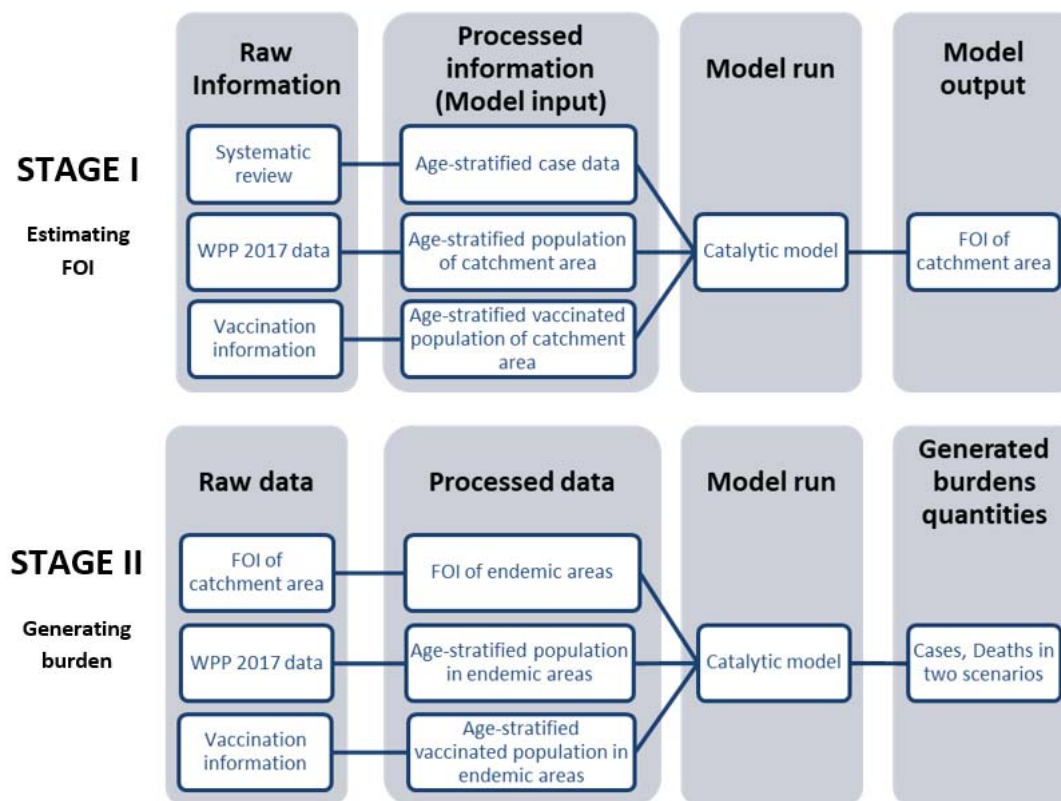 STAGE I
Estimating
FOI
Raw
Information
Processed
information
(Model input)
Model run
Model
output
Systematic
review
Age-stratified case data
WPP 2017 data
Age-stratified population
of catchment area
Catalytic model
FOI of
catchment area
Vaccination
information
Age-stratified vaccinated
population of catchment
area
STAGE II
Generating
burden
Raw data
Processed data
Model run
Generated
burdens
quantities
FOI of
catchment area
FOI of endemic areas
WPP 2017 data
Age-stratified population
in endemic areas
Catalytic model
Cases, Deaths in
two scenarios
Vaccination
information
Age-stratified
vaccinated population in
endemic areas